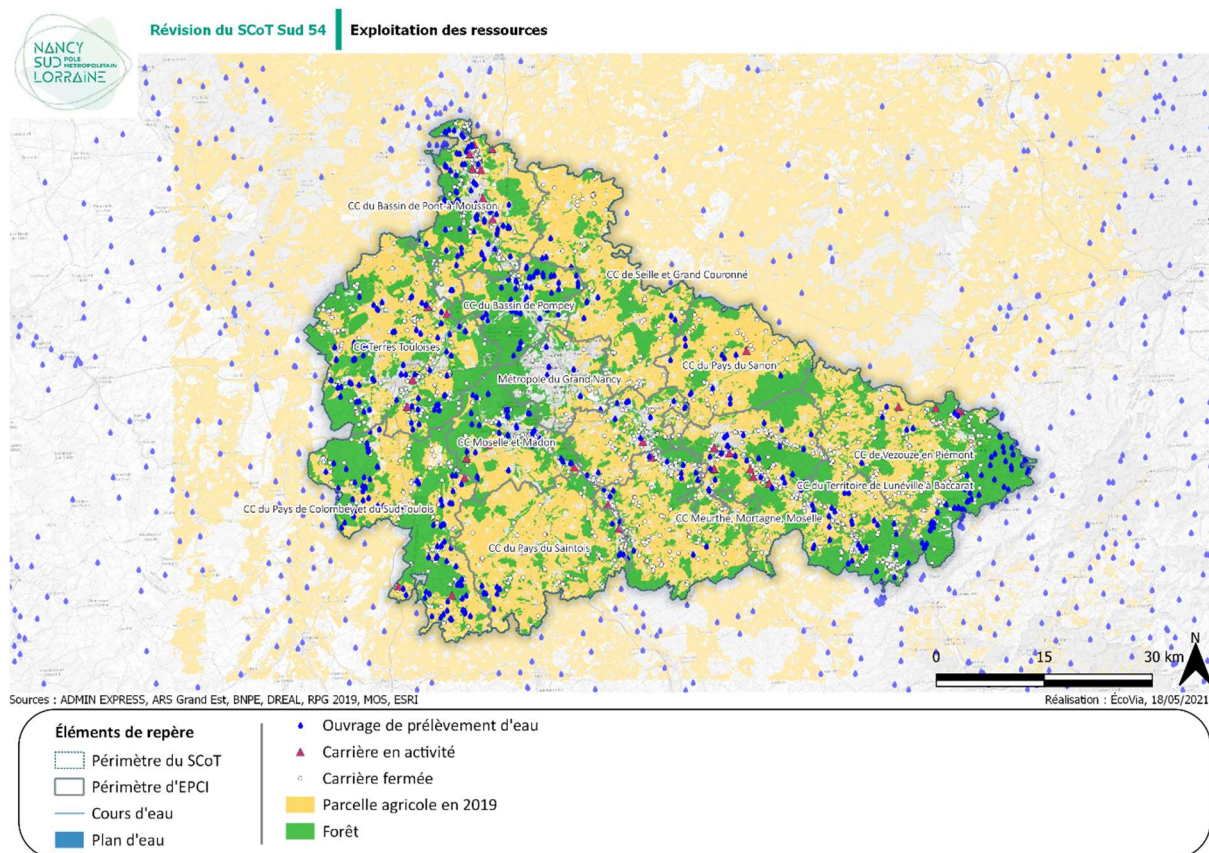 NANCY
SUD PÔLE
MÉTROPOLITAIN
LORRAINE
Révision du SCoT Sud 54
Exploitation des ressources
CC du Bassin de Pont-à-Mousson
CC de Seille et Grand Couronné
CC du Bassin de Pompey
CC Terres Touloises
CC du Pays du Sanon
Métropole du Grand Nancy
CC Moselle et Madon
CC de Vezouze en Piémont
CC du Territoire de Lunéville à Baccarat
CC du Pays de Colombey et du Sud Toulois
CC Meurthe, Mortagne, Moselle
CC du Pays du Saintois
N
0 15 30 km
Sources : ADMIN EXPRESS, ARS Grand Est, BNPE, DREAL, RPG 2019, MOS, ESRI
Réalisation : ÉcoVia, 18/05/2021
Éléments de repère
Périmètre du SCoT
Périmètre d'EPCI
Cours d'eau
Plan d'eau
Ouvrage de prélèvement d'eau
Carrière en activité
Carrière fermée
Parcelle agricole en 2019
Forêt